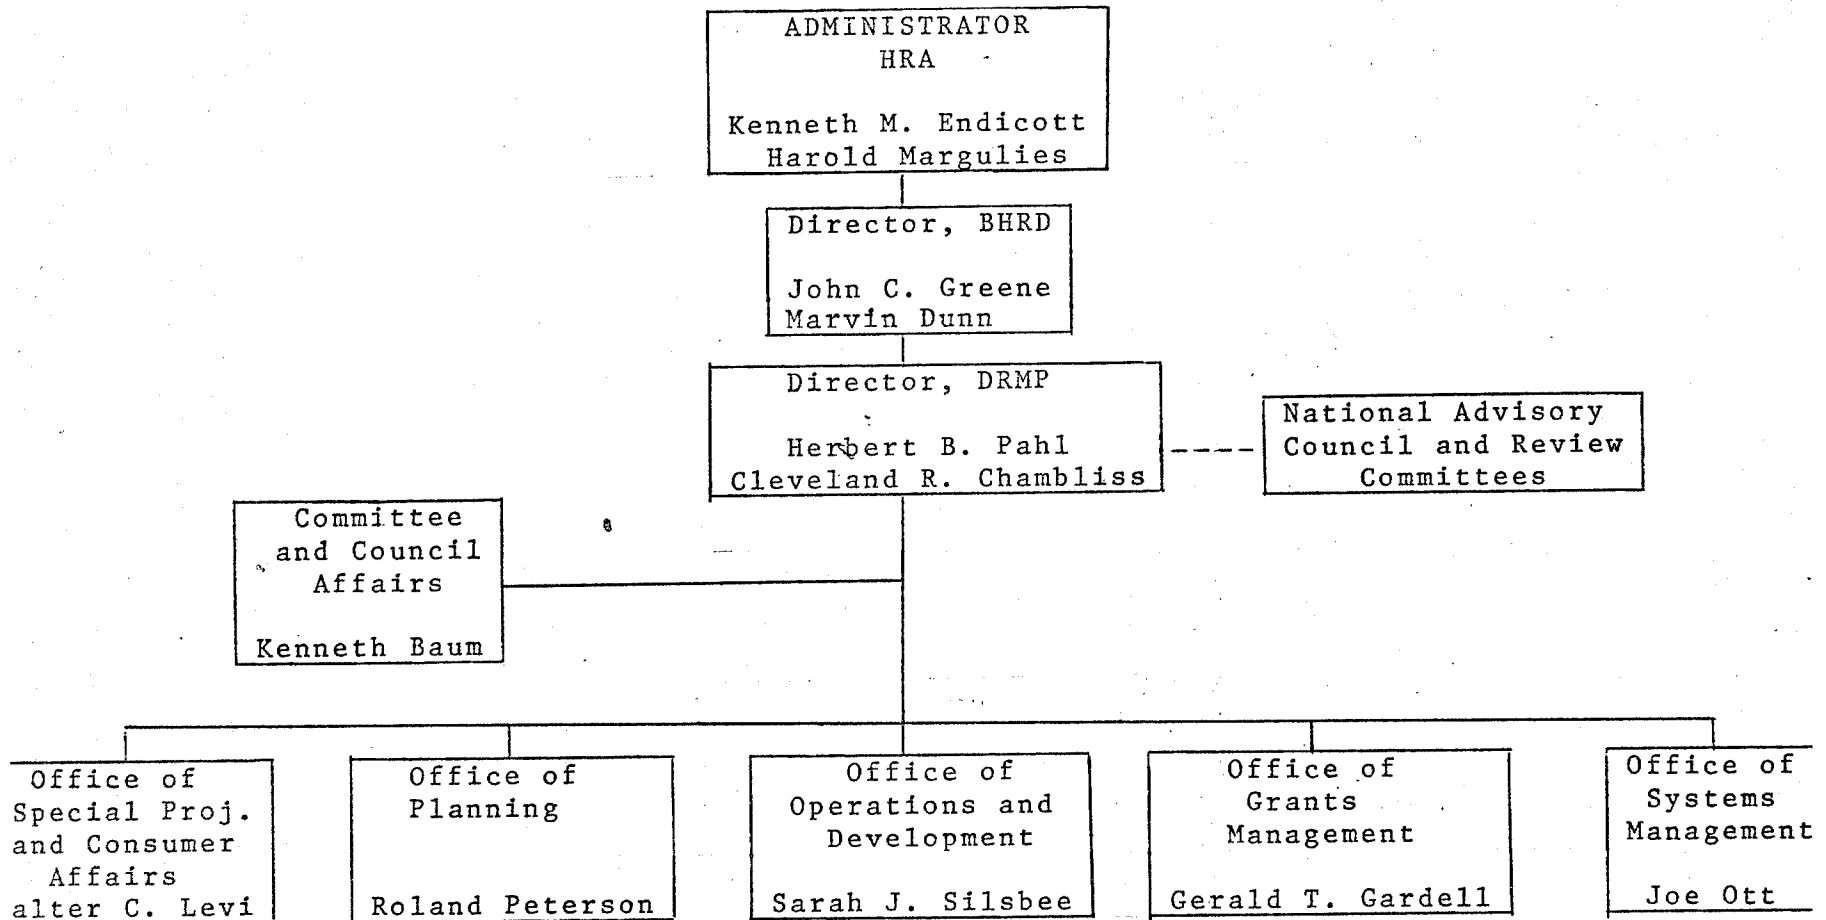 ADMINISTRATOR
HRA
Kenneth M. Endicott
Harold Margulies
Director, BHRD
John C. Greene
Marvin Dunn
Director, DRMP
Herbert B. Pahl
Cleveland R. Chambliss
National Advisory
Council and Review
Committees
Committee
and Council
Affairs
Kenneth Baum
Office of
Special Proj.
and Consumer
Affairs
alter C. Levi
Office of
Planning
Roland Peterson
Office of
Operations and
Development
Sarah J. Silsbee
Office of
Grants
Management
Gerald T. Gardell
Office of
Systems
Management
Joe Ott